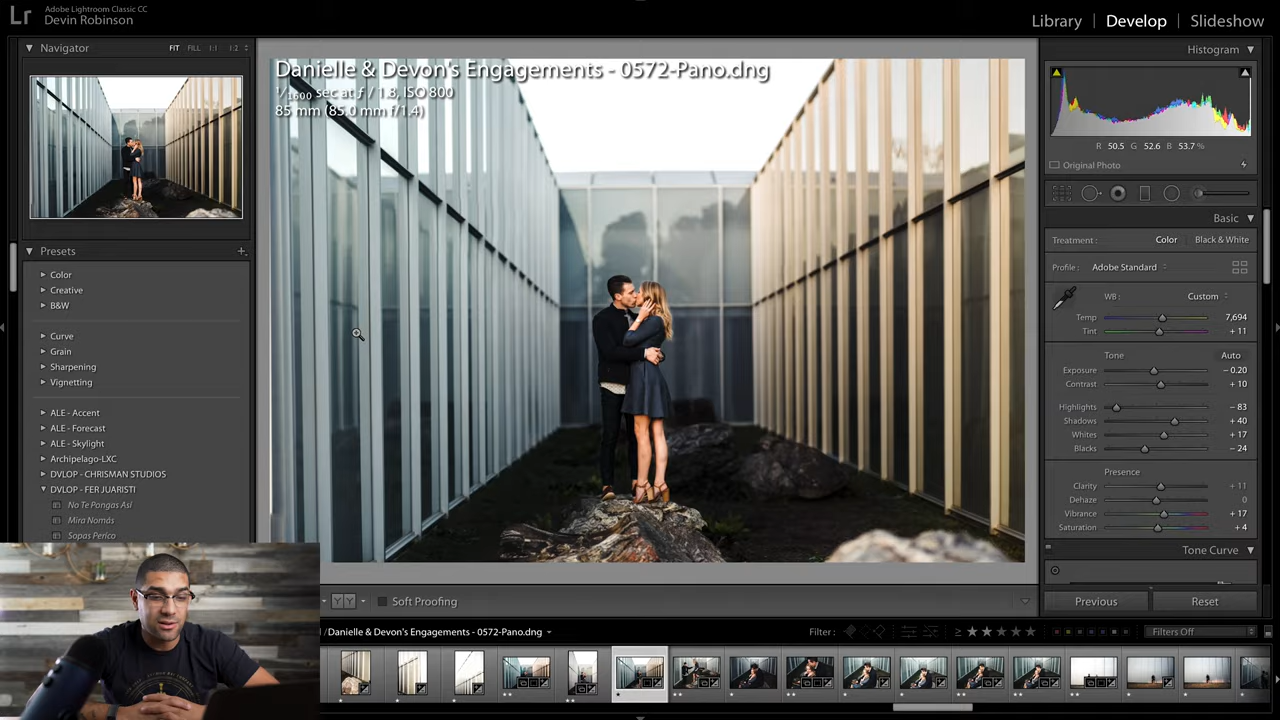 Lr
Adobe Lightroom Classic CC
Devin Robinson
Library | Develop | Slideshow
Navigator FIT FILL 1:1 1:2
Presets +
Color
Creative
B&W
Curve
Grain
Sharpening
Vignetting
ALE - Accent
ALE - Forecast
ALE - Skylight
Archipelago-LXC
DVLOP - CHRISMAN STUDIOS
DVLOP - FER JUARISTI
No Te Pongas Así
Mira Nomás
Sopas Perico
Danielle & Devon's Engagements - 0572-Pano.dng
1/1600 sec at ƒ / 1.8, ISO 800
85 mm (85.0 mm f/1.4)
Histogram
R 50.5 G 52.6 B 53.7 %
Original Photo
Basic
Treatment : Color Black & White
Profile : Adobe Standard
WB : Custom
Temp 7,694
Tint + 11
Tone Auto
Exposure − 0.20
Contrast + 10
Highlights − 83
Shadows + 40
Whites + 17
Blacks − 24
Presence
Clarity + 11
Dehaze 0
Vibrance + 17
Saturation + 4
Tone Curve
Previous Reset
YY Soft Proofing
/Danielle & Devon's Engagements - 0572-Pano.dng
Filter : ≥ Filters Off